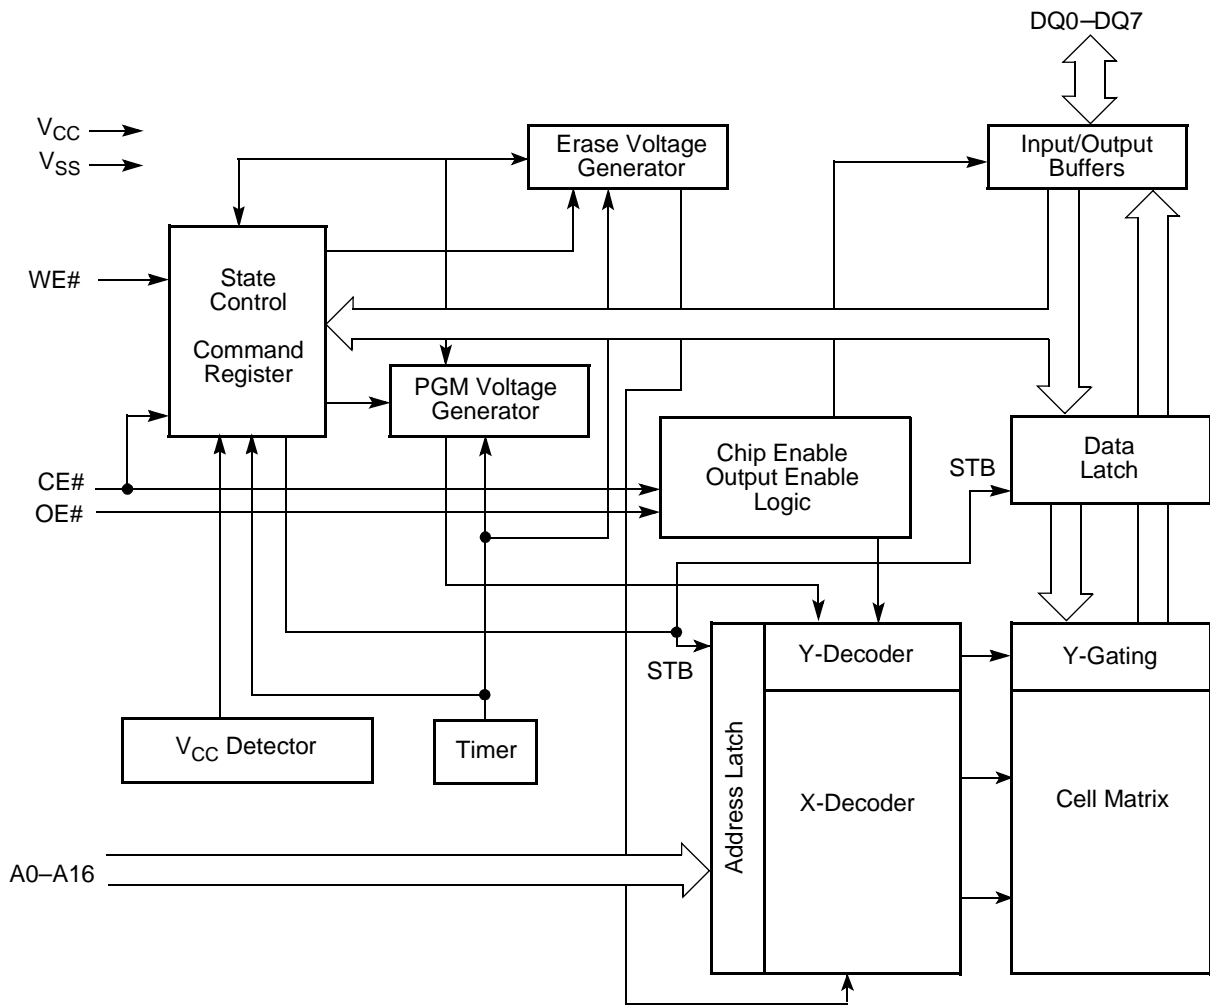 DQ0–DQ7
VCC
VSS
Erase Voltage
Generator
Input/Output
Buffers
WE#
State
Control
Command
Register
PGM Voltage
Generator
Chip Enable
Output Enable
Logic
STB
Data
Latch
CE#
OE#
STB
Y-Decoder
Y-Gating
VCC Detector
Timer
Address Latch
X-Decoder
Cell Matrix
A0–A16